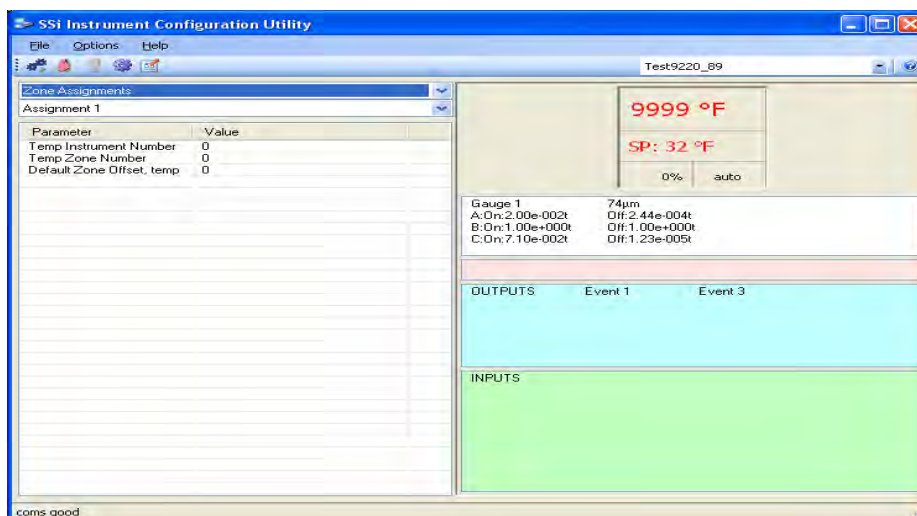 SSi Instrument Configuration Utility
File Options Help
Test9220_89
Zone Assignments
Assignment 1
Parameter Value
Temp Instrument Number 0
Temp Zone Number 0
Default Zone Offset, temp 0
9999 °F
SP: 32 °F
0% auto
Gauge 1 74µm
A:On:2.00e-002t Off:2.44e-004t
B:On:1.00e+000t Off:1.00e+000t
C:On:7.10e-002t Off:1.23e-005t
OUTPUTS Event 1 Event 3
INPUTS
coms good